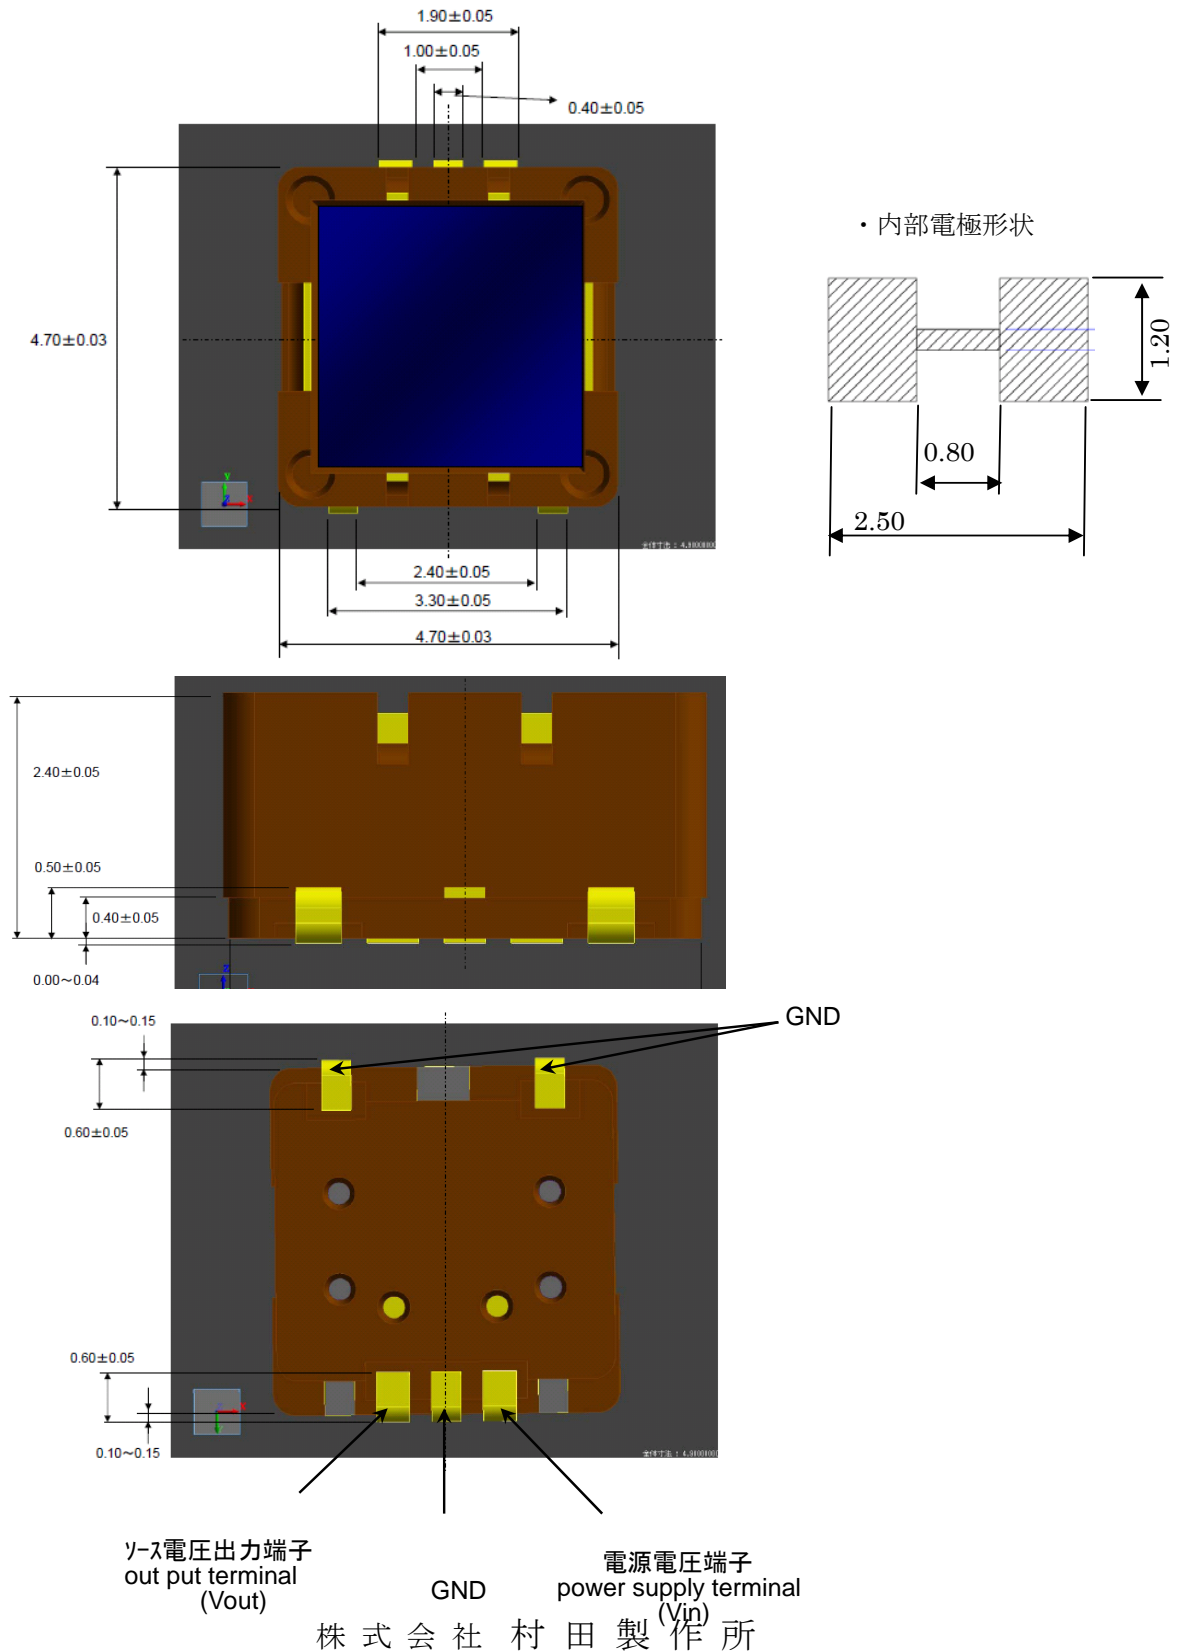 1.90±0.05
1.00±0.05
0.40±0.05
4.70±0.03
Y
Z
X
2.40±0.05
3.30±0.05
4.70±0.03
・内部電極形状
1.20
0.80
2.50
2.40±0.05
0.50±0.05
0.40±0.05
0.00~0.04
Z
0.10~0.15
GND
0.60±0.05
0.60±0.05
0.10~0.15
ソース電圧出力端子
out put terminal
(Vout)
GND
電源電圧端子
power supply terminal
(Vin)
株式会社 村田製作所